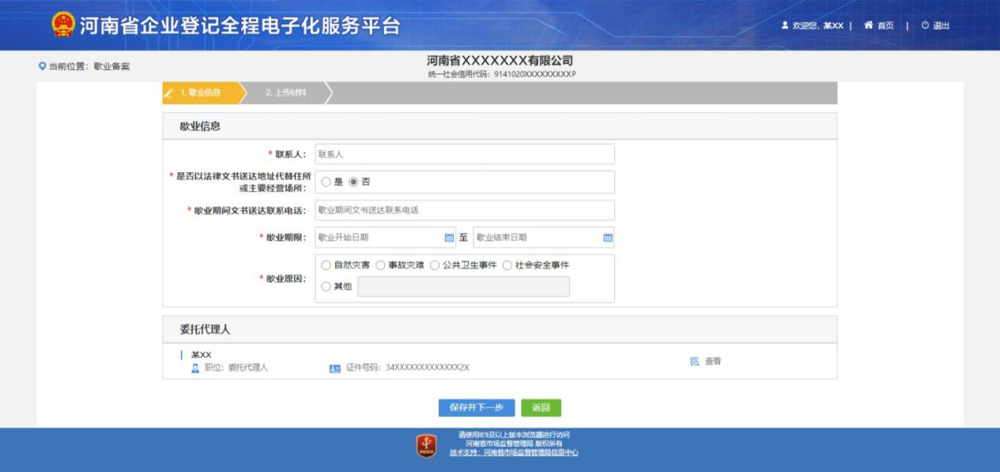 河南省企业登记全程电子化服务平台
欢迎您, 某XX | 首页 | 退出
当前位置：歇业备案
河南省XXXXXXX有限公司
统一社会信用代码：9141020XXXXXXXXXP
1. 歇业信息 2. 上传材料
歇业信息
* 联系人： 联系人
* 是否以法律文书送达地址代替住所
或主要经营场所： 是 否
* 歇业期间文书送达联系电话： 歇业期间文书送达联系电话
* 歇业期限： 歇业开始日期 至 歇业结束日期
* 歇业原因： 自然灾害 事故灾难 公共卫生事件 社会安全事件
其他
委托代理人
某XX
职位：委托代理人 证件号码：34XXXXXXXXXXXXX2X 查看
保存并下一步 返回
请使用IE9及以上版本浏览器进行访问
河南省市场监督管理局 版权所有
技术支持：河南省市场监督管理局信息中心